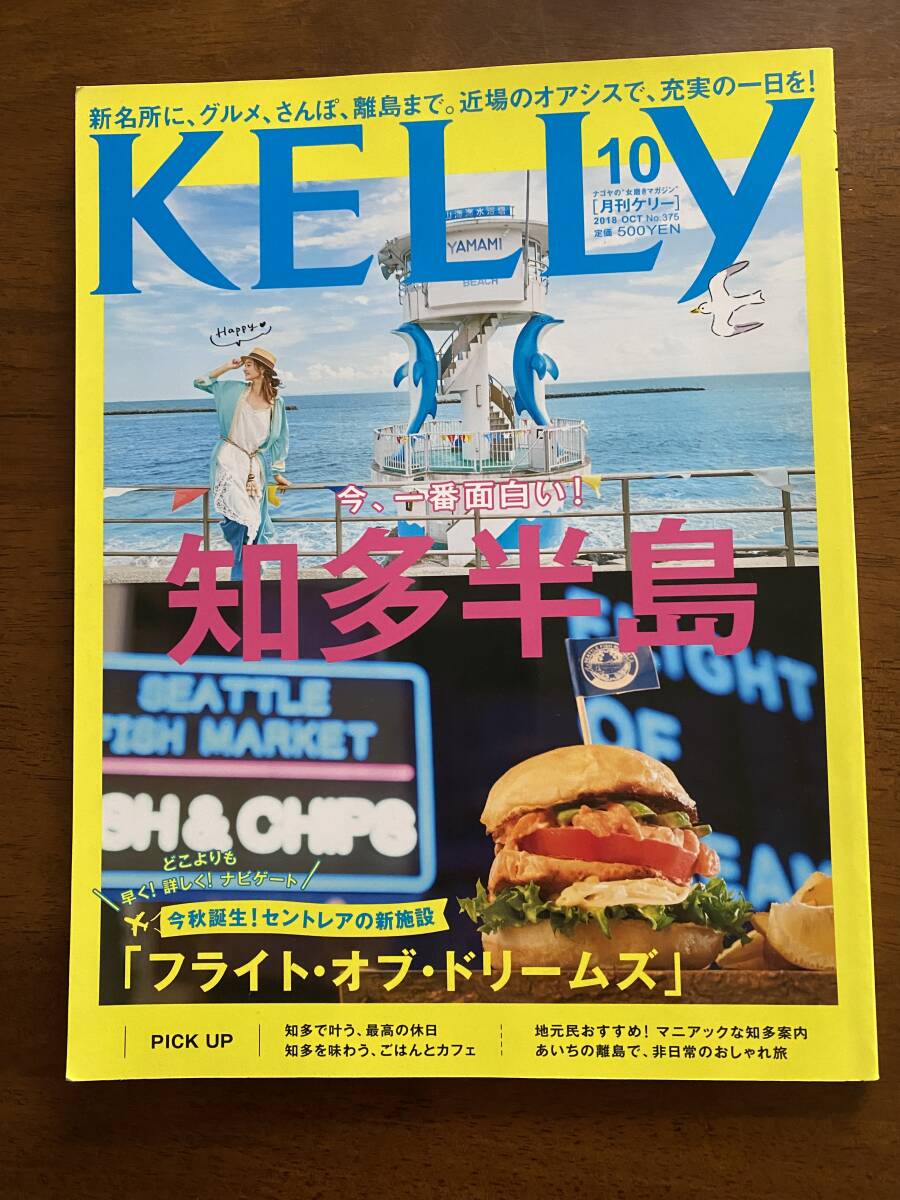 新名所に、グルメ、さんぽ、離島まで。近場のオアシスで、充実の一日を!
KELLY
10
ナゴヤの"女磨きマガジン"
[月刊ケリー]
2018 OCT No.375
定価 500YEN
海水浴場
YAMAMI
BEACH
Happy
今、一番面白い!
知多半島
SEATTLE
FISH MARKET
SH & CHIPS
OF
どこよりも
早く! 詳しく! ナビゲート
今秋誕生!セントレアの新施設
「フライト・オブ・ドリームズ」
PICK UP
知多で叶う、最高の休日
知多を味わう、ごはんとカフェ
地元民おすすめ! マニアックな知多案内
あいちの離島で、非日常のおしゃれ旅